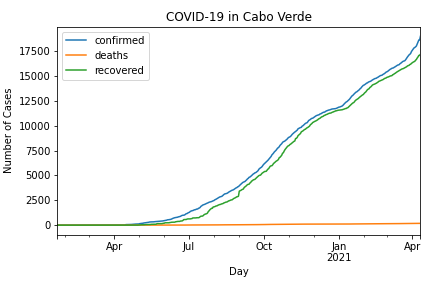 COVID-19 in Cabo Verde
confirmed
deaths
recovered
Number of Cases
17500
15000
12500
10000
7500
5000
2500
0
Apr
Jul
Oct
Jan
2021
Apr
Day